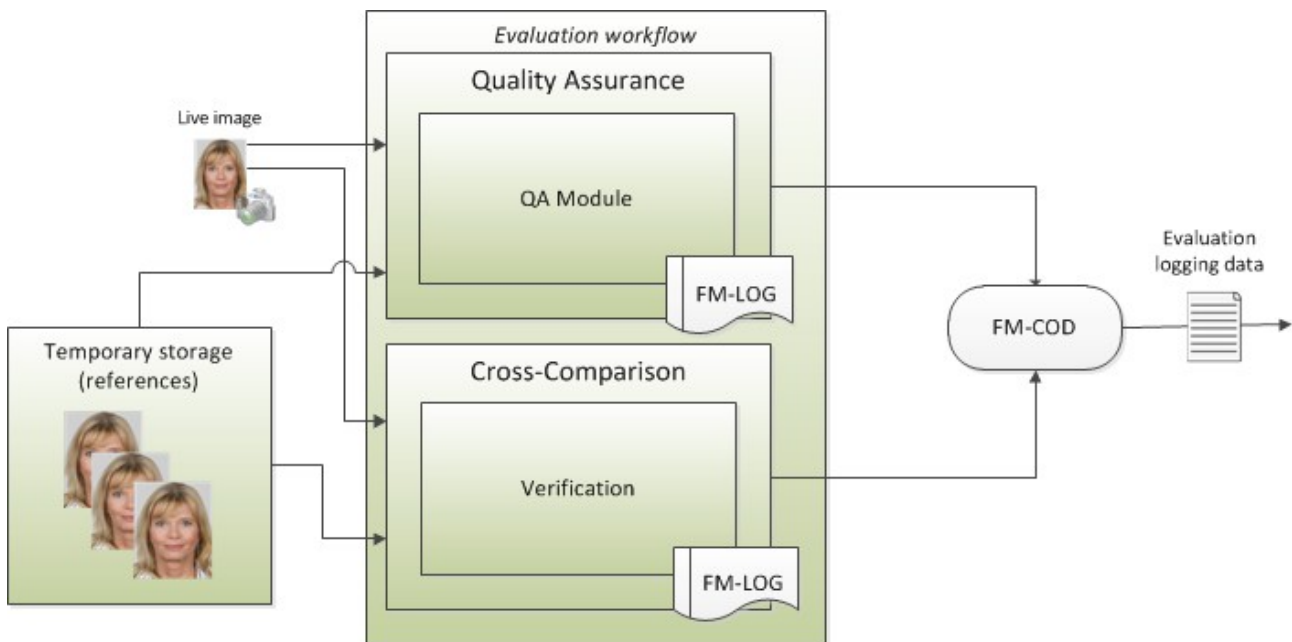 Evaluation workflow
Quality Assurance
Live image
QA Module
FM-LOG
Evaluation
logging data
FM-COD
Temporary storage
(references)
Cross-Comparison
Verification
FM-LOG